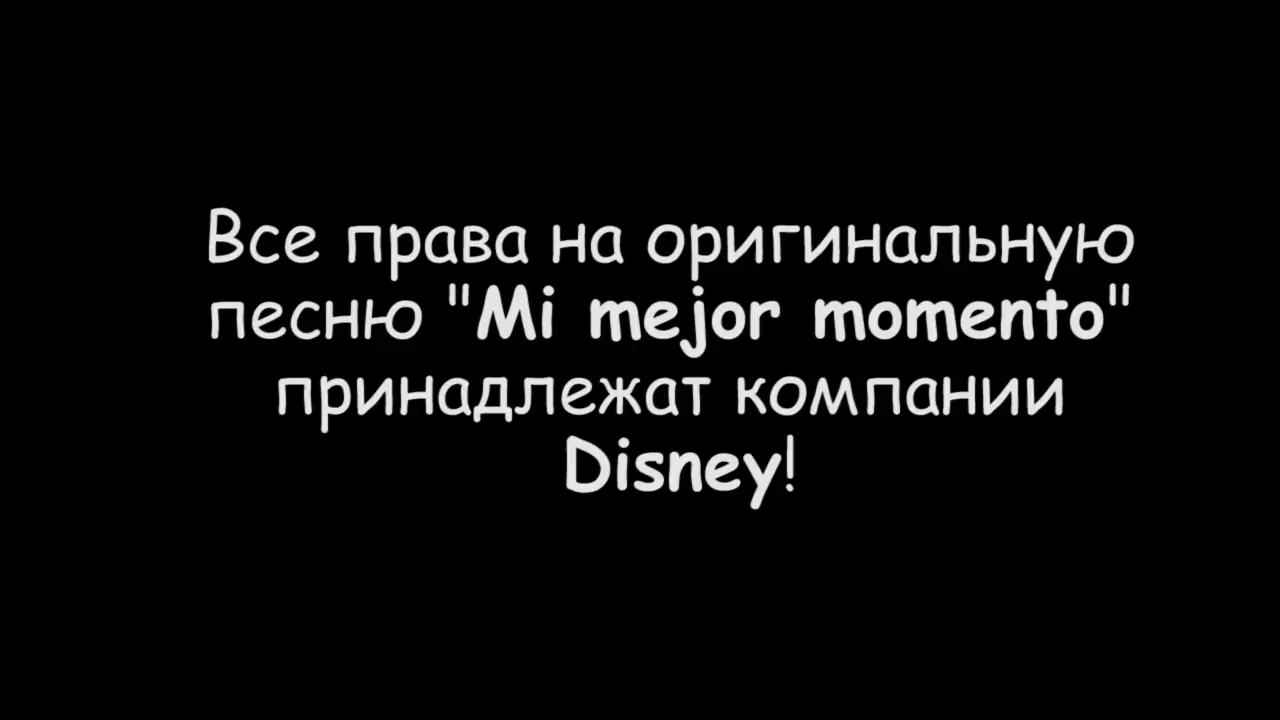 Все права на оригинальную
песню "Mi mejor momento"
принадлежат компании
Disney!